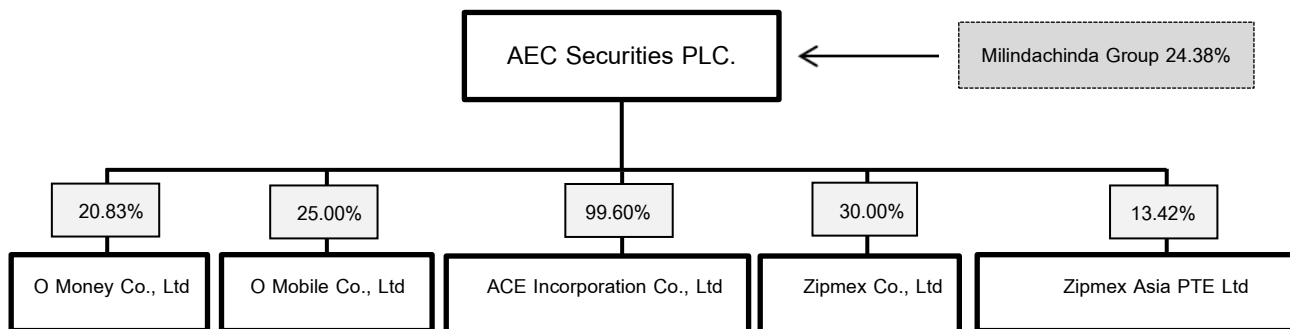 AEC Securities PLC.
Milindachinda Group 24.38%
20.83%
25.00%
99.60%
30.00%
13.42%
O Money Co., Ltd
O Mobile Co., Ltd
ACE Incorporation Co., Ltd
Zipmex Co., Ltd
Zipmex Asia PTE Ltd